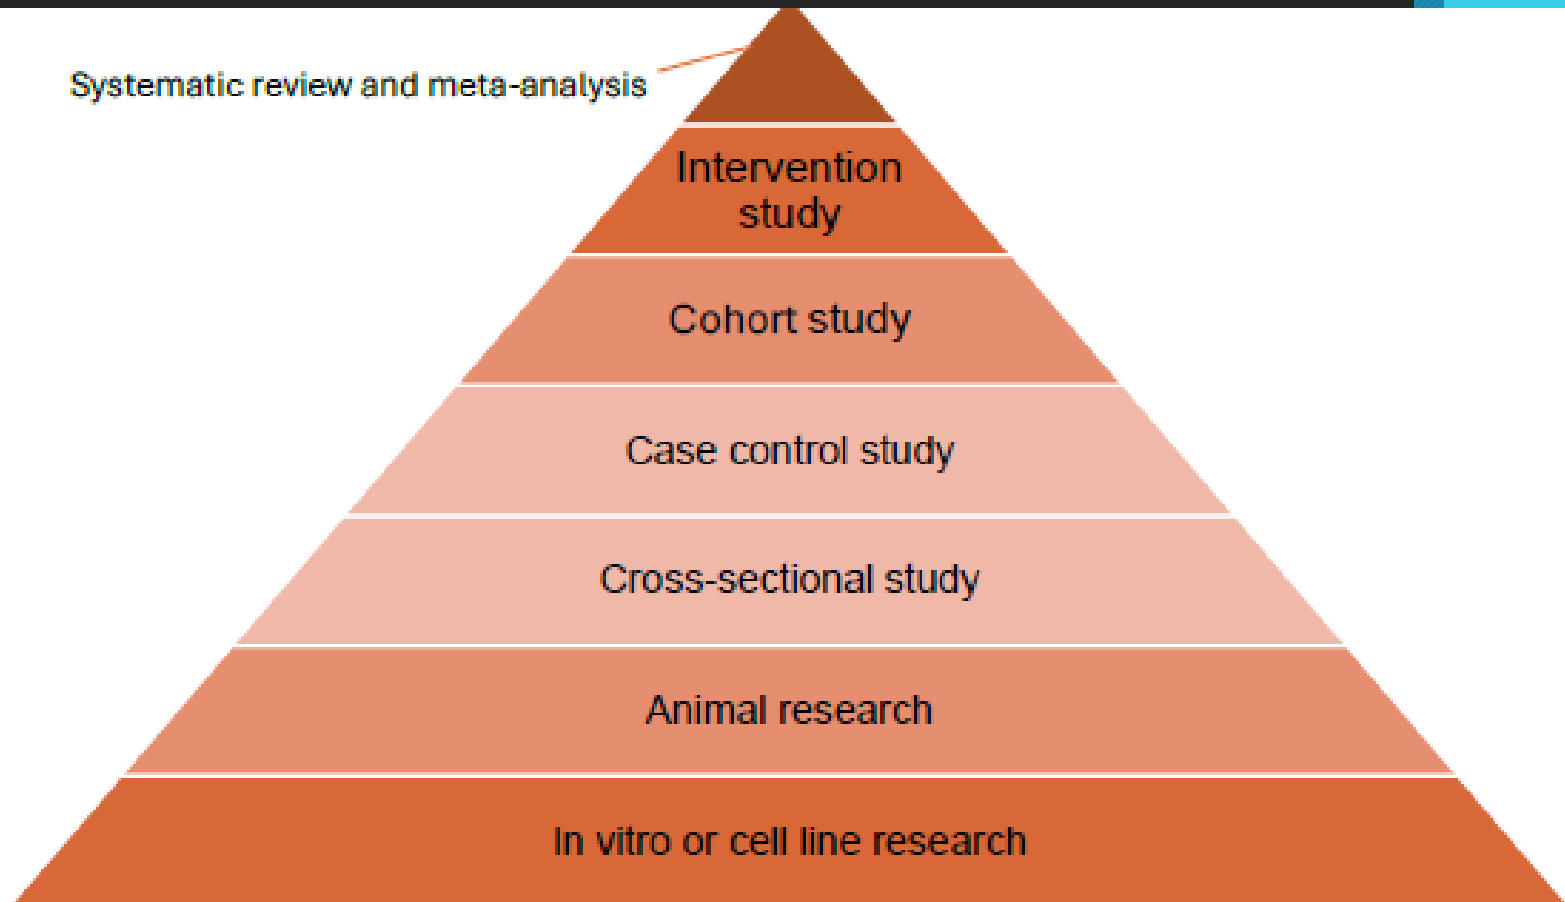 Systematic review and meta-analysis
Intervention
study
Cohort study
Case control study
Cross-sectional study
Animal research
In vitro or cell line research